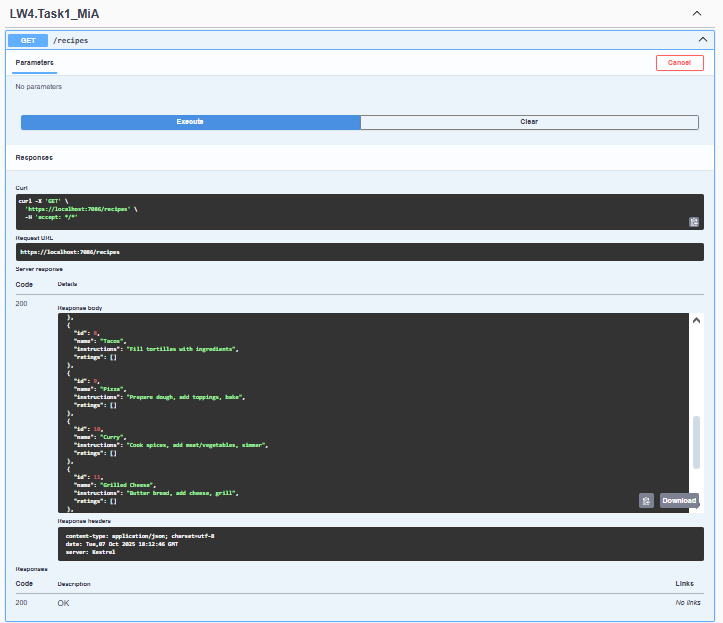 LW4.Task1_MiA
GET /recipes
Parameters
Cancel
No parameters
Execute
Clear
Responses
Curl
curl -X 'GET' \
'https://localhost:7086/recipes' \
-H 'accept: */*'
Request URL
https://localhost:7086/recipes
Server response
Code Details
200
Response body
},
{
"id": 8,
"name": "Tacos",
"instructions": "Fill tortillas with ingredients",
"ratings": []
},
{
"id": 9,
"name": "Pizza",
"instructions": "Prepare dough, add toppings, bake",
"ratings": []
},
{
"id": 10,
"name": "Curry",
"instructions": "Cook spices, add meat/vegetables, simmer",
"ratings": []
},
{
"id": 11,
"name": "Grilled Cheese",
"instructions": "Butter bread, add cheese, grill",
"ratings": []
},
Download
Response headers
content-type: application/json; charset=utf-8
date: Tue,07 Oct 2025 18:12:46 GMT
server: Kestrel
Responses
Code Description Links
200 OK No links